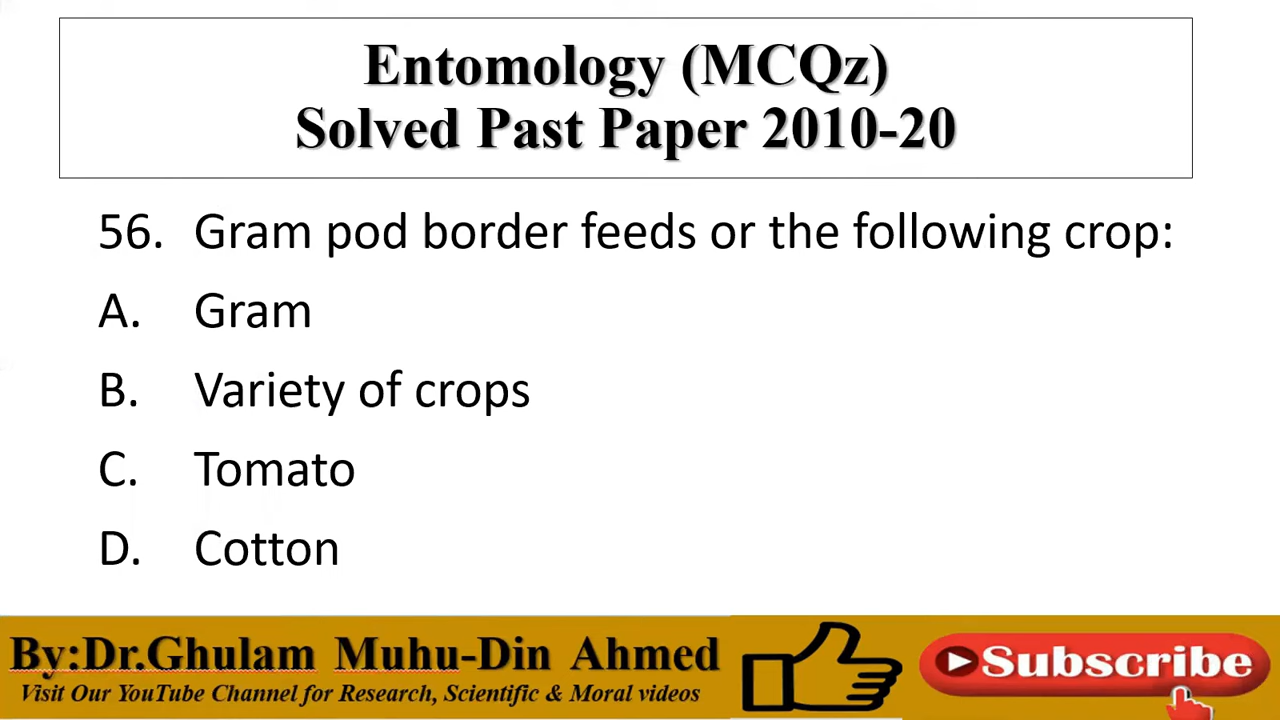 Entomology (MCQz)
Solved Past Paper 2010-20
56. Gram pod border feeds or the following crop:
A. Gram
B. Variety of crops
C. Tomato
D. Cotton
By:Dr.Ghulam Muhu-Din Ahmed
Visit Our YouTube Channel for Research, Scientific & Moral videos
Subscribe